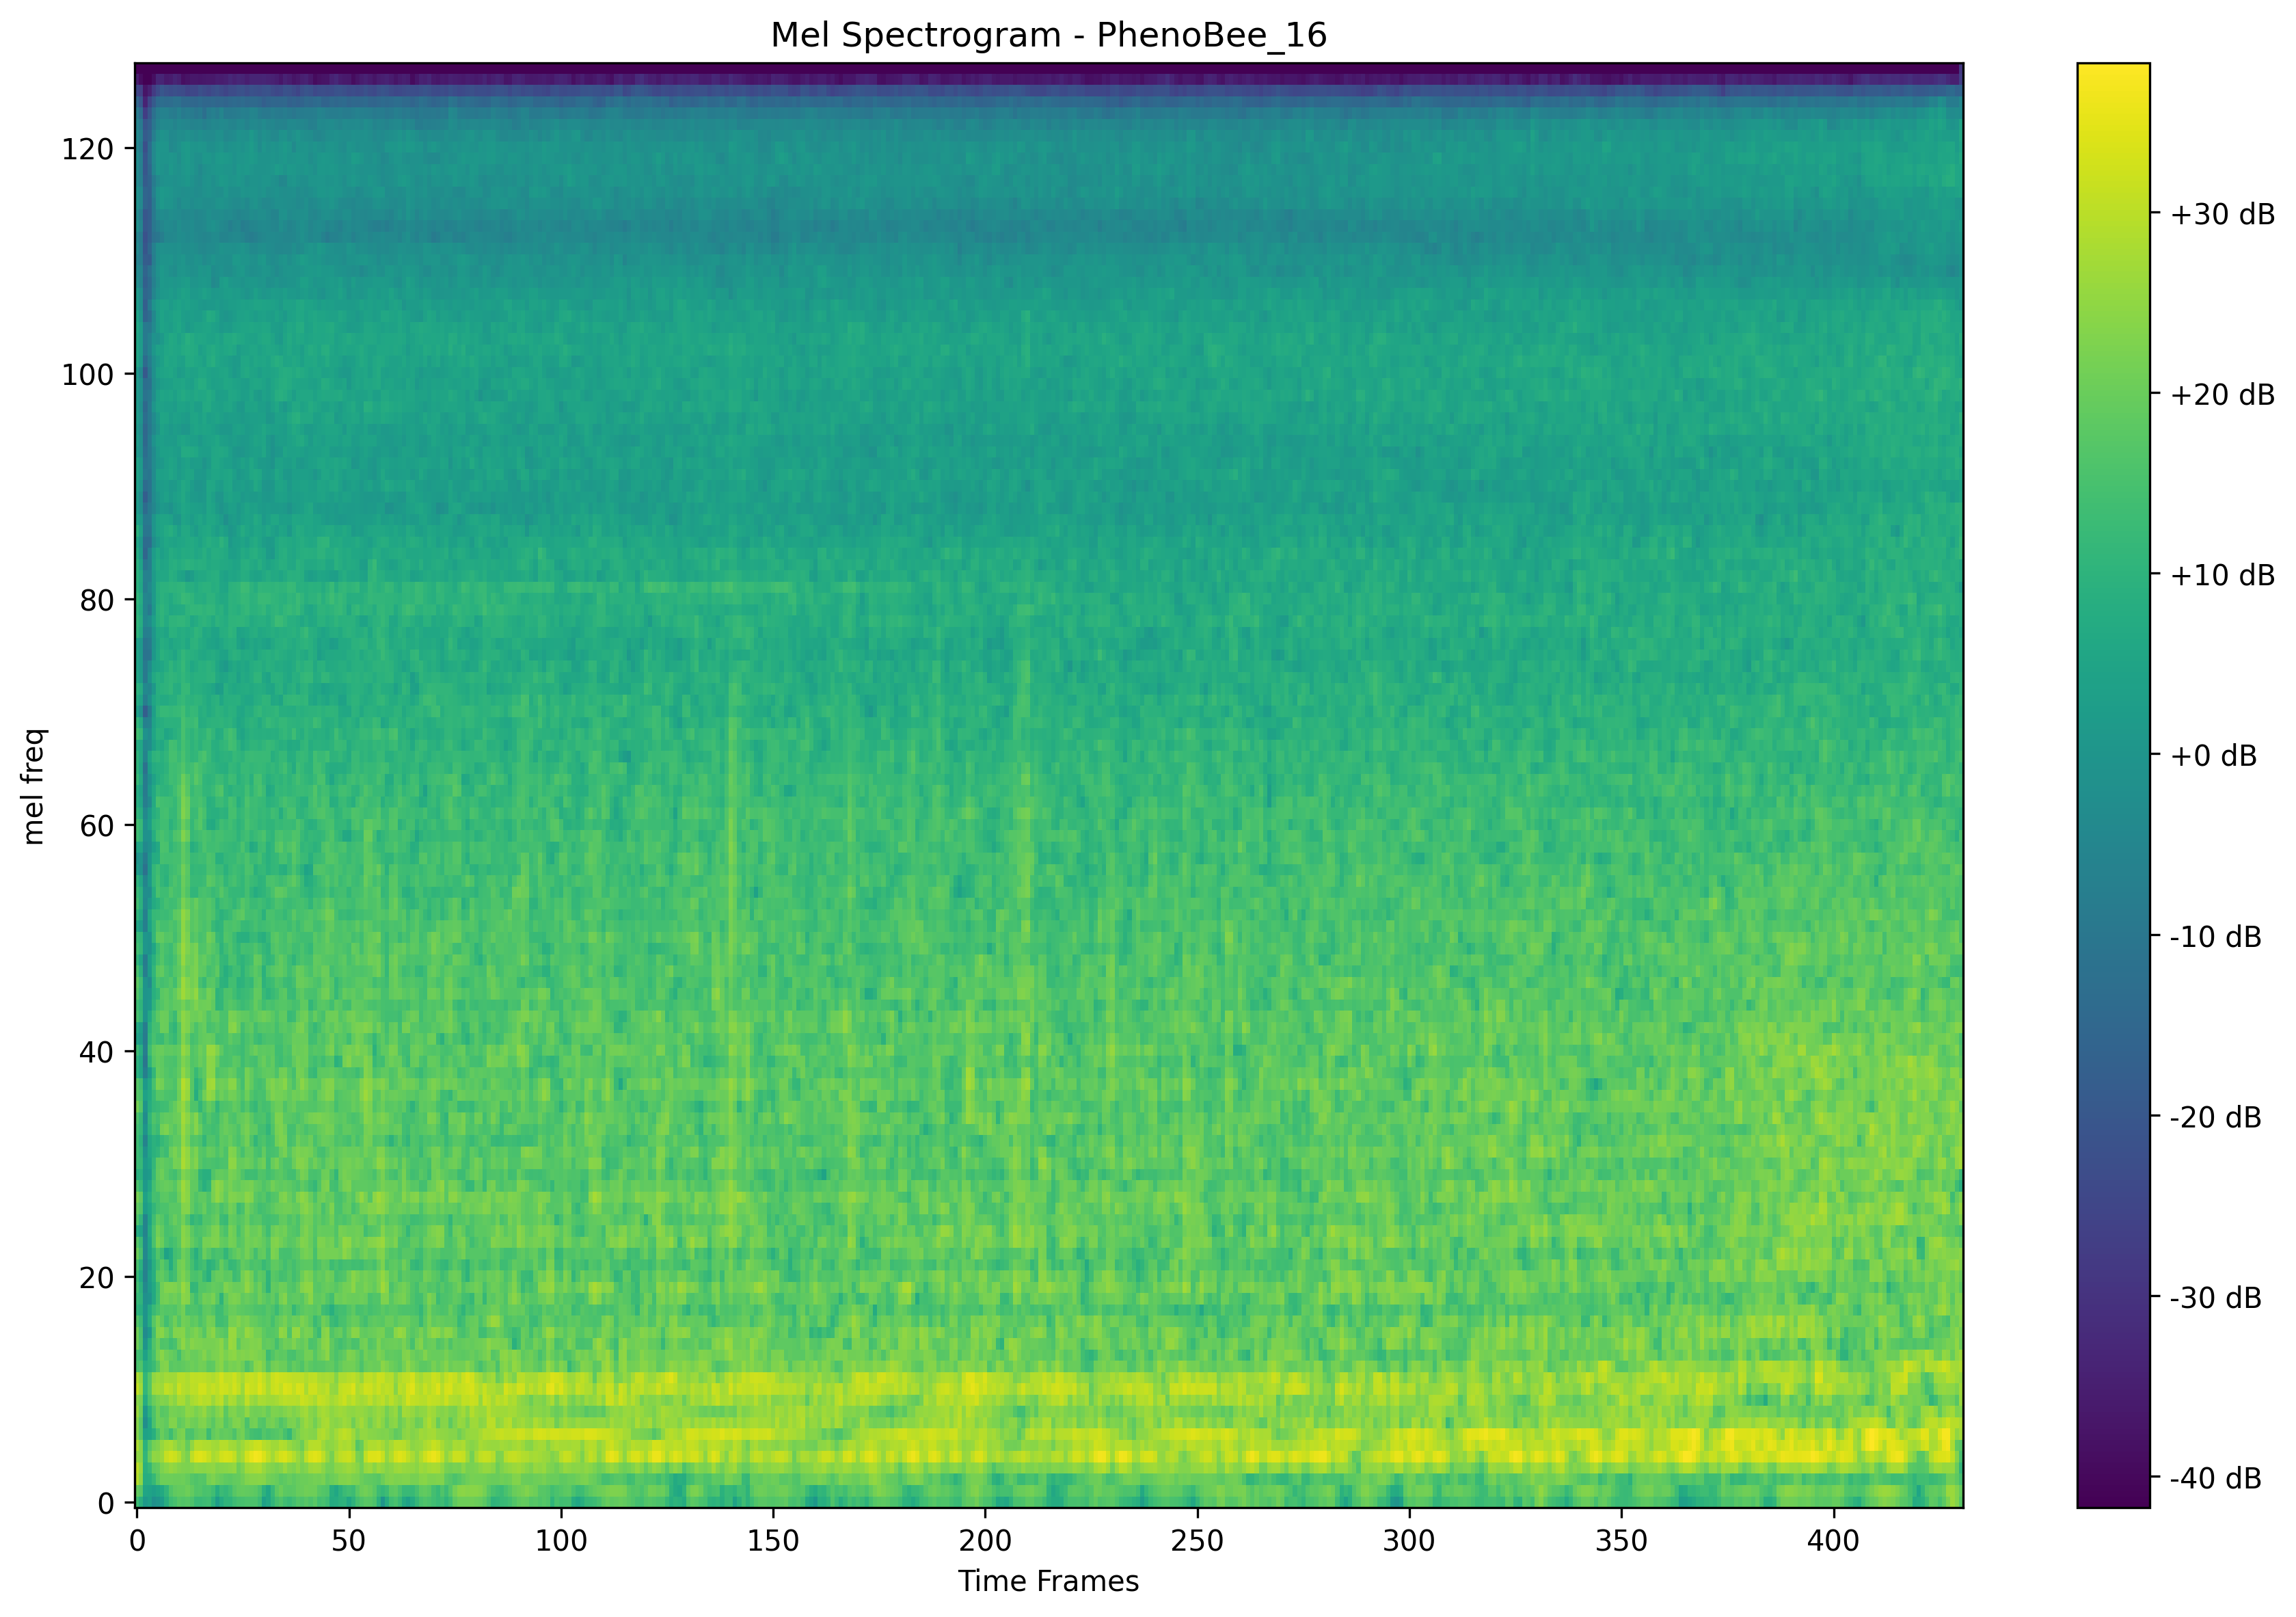 Mel Spectrogram - PhenoBee_16
mel freq
120
100
80
60
40
20
0
0 50 100 150 200 250 300 350 400
Time Frames
+30 dB
+20 dB
+10 dB
+0 dB
-10 dB
-20 dB
-30 dB
-40 dB